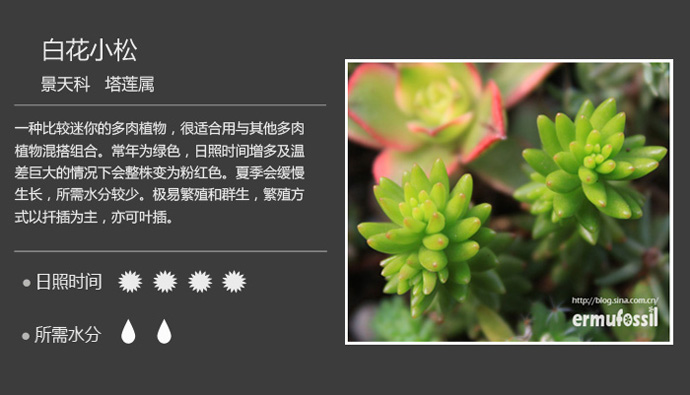 白花小松
景天科 塔莲属
一种比较迷你的多肉植物，很适合用与其他多肉
植物混搭组合。常年为绿色，日照时间增多及温
差巨大的情况下会整株变为粉红色。夏季会缓慢
生长，所需水分较少。极易繁殖和群生，繁殖方
式以扦插为主，亦可叶插。
日照时间
所需水分
http://blog.sina.com.cn/
ermufossil